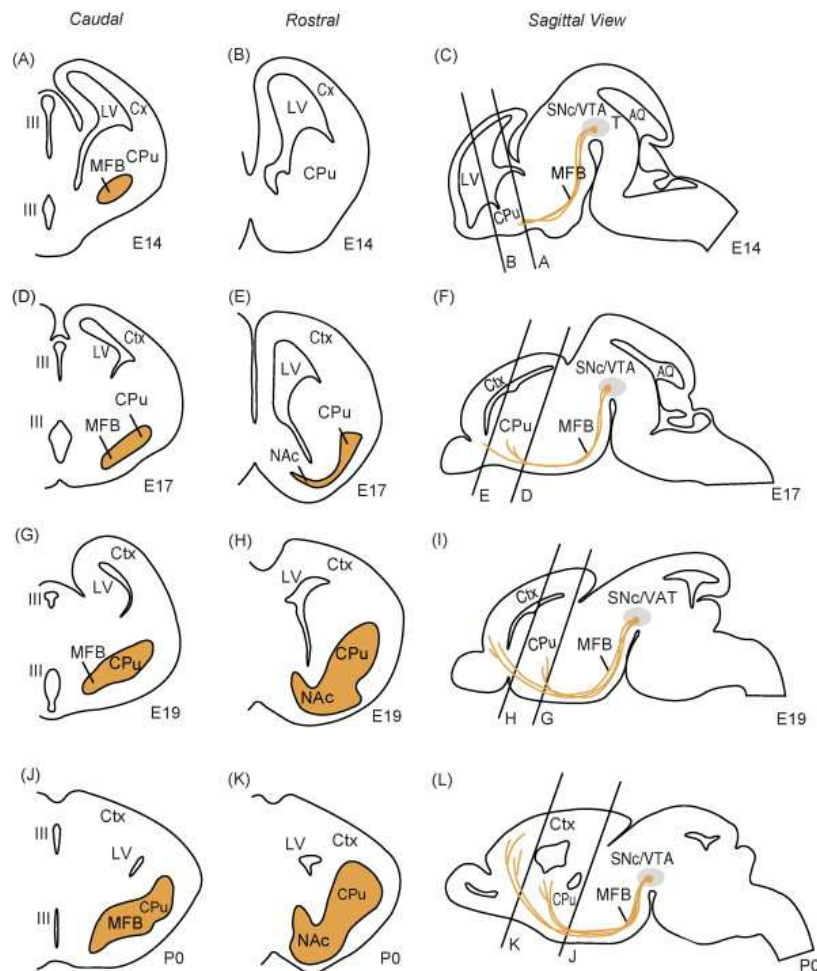 Caudal
Rostral
Sagittal View
(A)
III
LV
Cx
CPu
MFB
III
E14
(B)
Cx
LV
CPu
E14
(C)
SNc/VTA
T
AQ
LV
MFB
CPu
B
A
E14
(D)
III
Ctx
LV
III
CPu
MFB
E17
(E)
Ctx
LV
CPu
NAc
E17
(F)
SNc/VTA
AQ
Ctx
CPu
MFB
E
D
E17
(G)
Ctx
LV
III
MFB
CPu
III
E19
(H)
Ctx
LV
CPu
NAc
E19
(I)
SNc/VAT
Ctx
CPu
MFB
H
G
E19
(J)
Ctx
III
LV
CPu
MFB
III
P0
(K)
LV
Ctx
CPu
NAc
P0
(L)
Ctx
SNc/VTA
CPu
MFB
K
J
P0